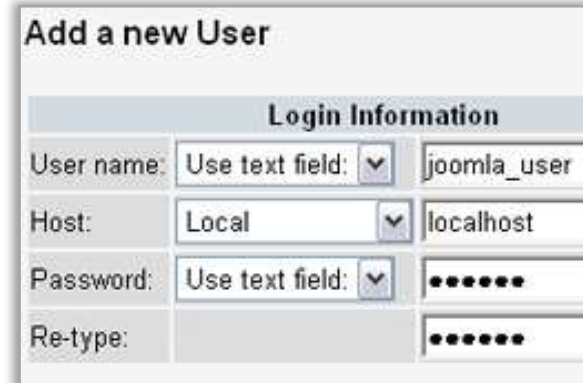 Add a new User
Login Information
User name: Use text field: joomla_user
Host: Local localhost
Password: Use text field: ••••••
Re-type: ••••••